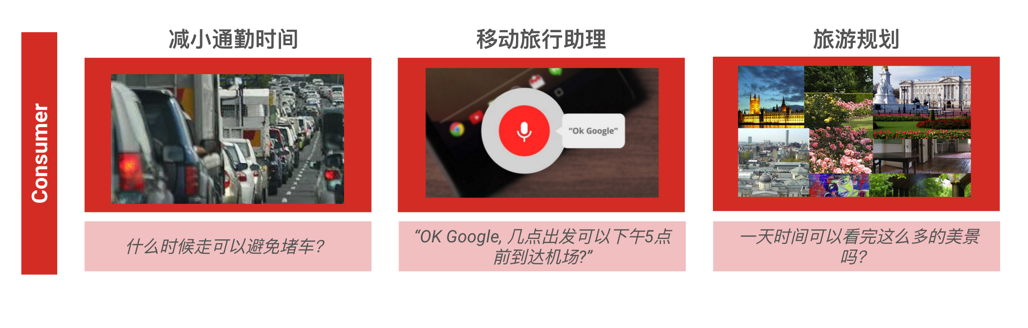 减小通勤时间
移动旅行助理
旅游规划
Consumer
“Ok Google”
什么时候走可以避免堵车?
“OK Google, 几点出发可以下午5点
前到达机场?”
一天时间可以看完这么多的美景
吗?